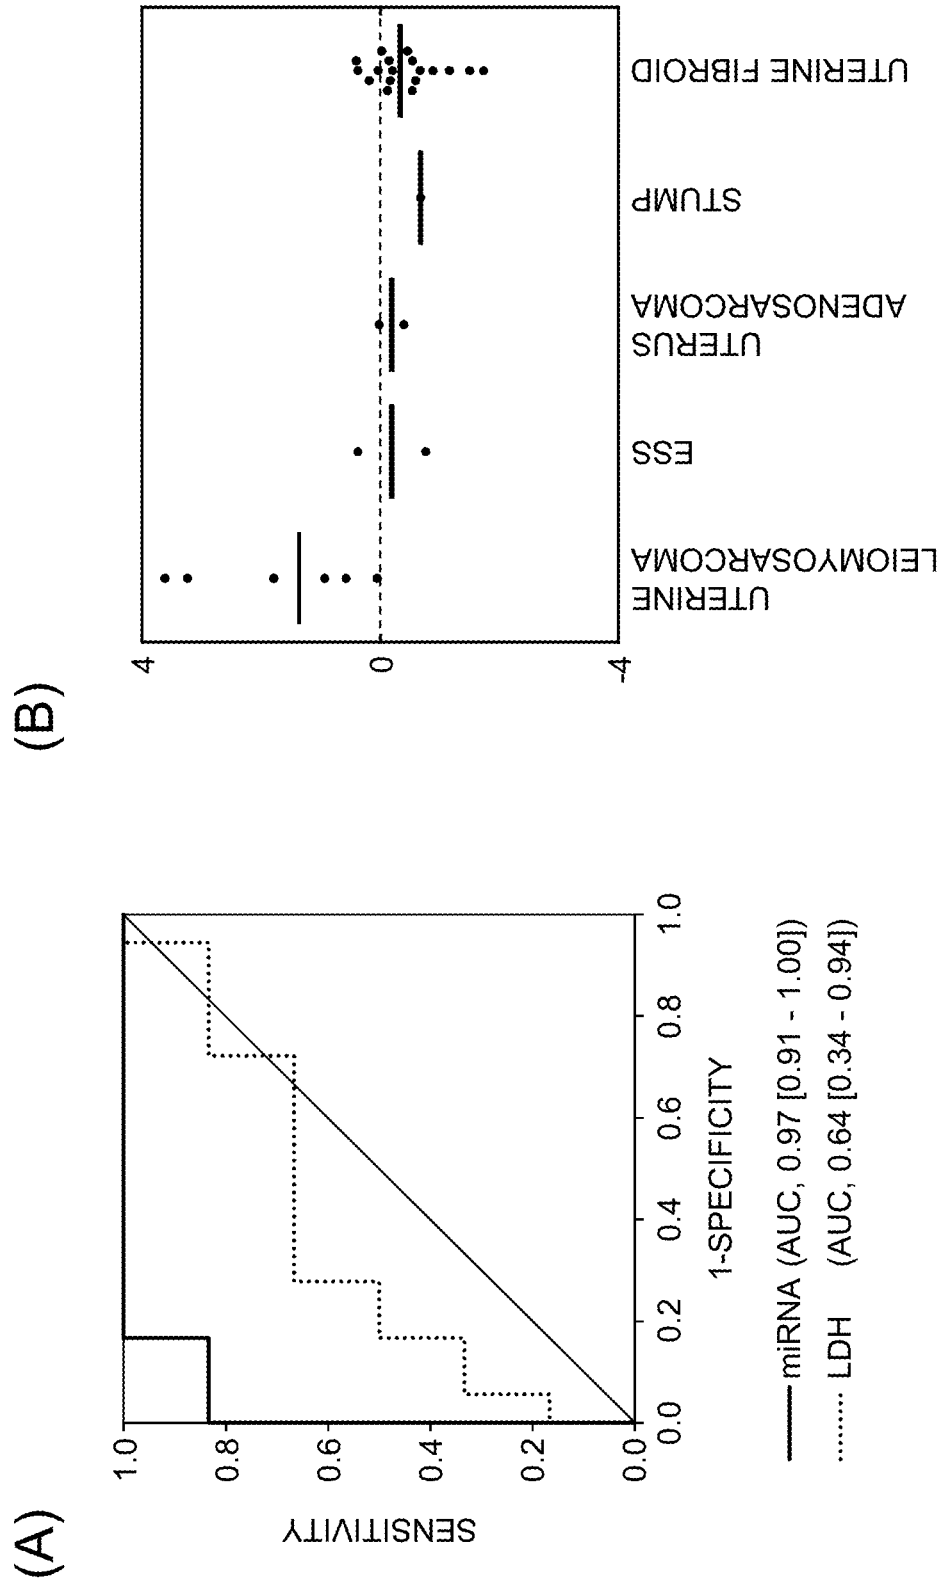 (A)
SENSITIVITY
1.0
0.8
0.6
0.4
0.2
0.0
0.0 0.2 0.4 0.6 0.8 1.0
1-SPECIFICITY
miRNA (AUC, 0.97 [0.91 - 1.00])
LDH (AUC, 0.64 [0.34 - 0.94])
(B)
4
0
-4
UTERINE
LEIOMYOSARCOMA
ESS
UTERUS
ADENOSARCOMA
STUMP
UTERINE FIBROID